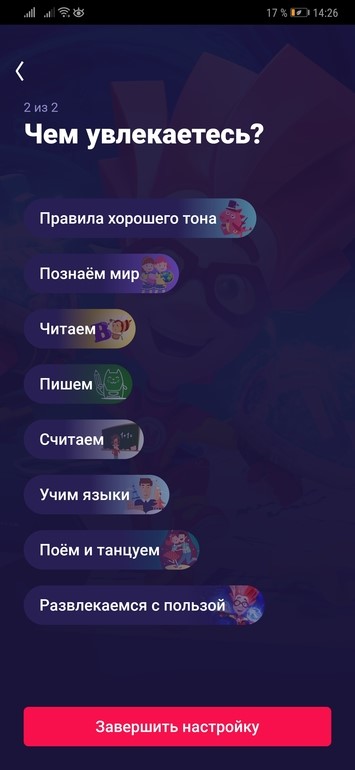 17 % 14:26
2 из 2
Чем увлекаетесь?
Правила хорошего тона
Познаём мир
Читаем
Пишем
Считаем
Учим языки
Поём и танцуем
Развлекаемся с пользой
Завершить настройку